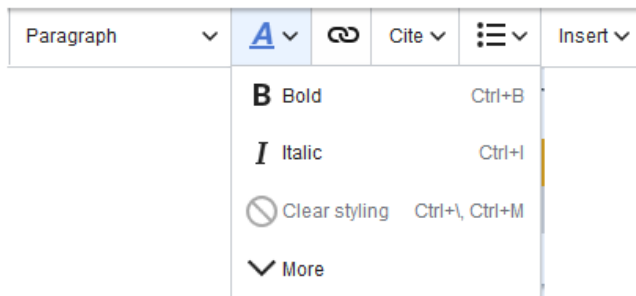 Paragraph A Cite Insert
B Bold Ctrl+B
I Italic Ctrl+I
Clear styling Ctrl+\, Ctrl+M
More